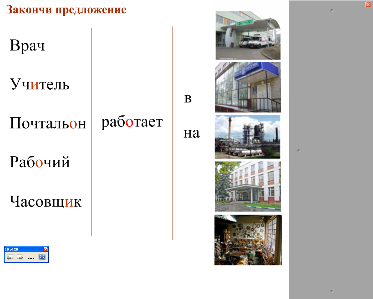 Закончи предложение
Врач
Учитель
Почтальон
Рабочий
Часовщик
работает
в
на